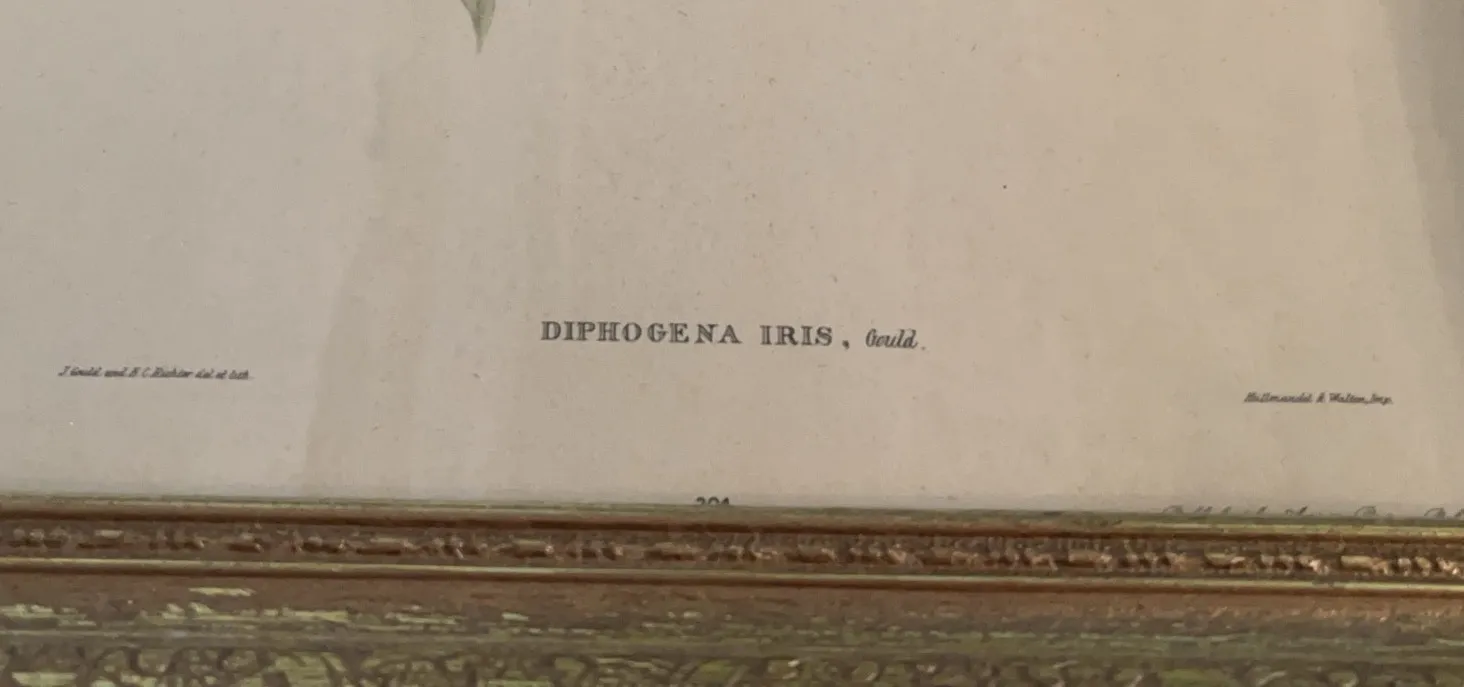 DIPHOGENA IRIS, Gould.
J. Gould and H. C. Richter del. et lith.
Hullmandel & Walton, Imp.